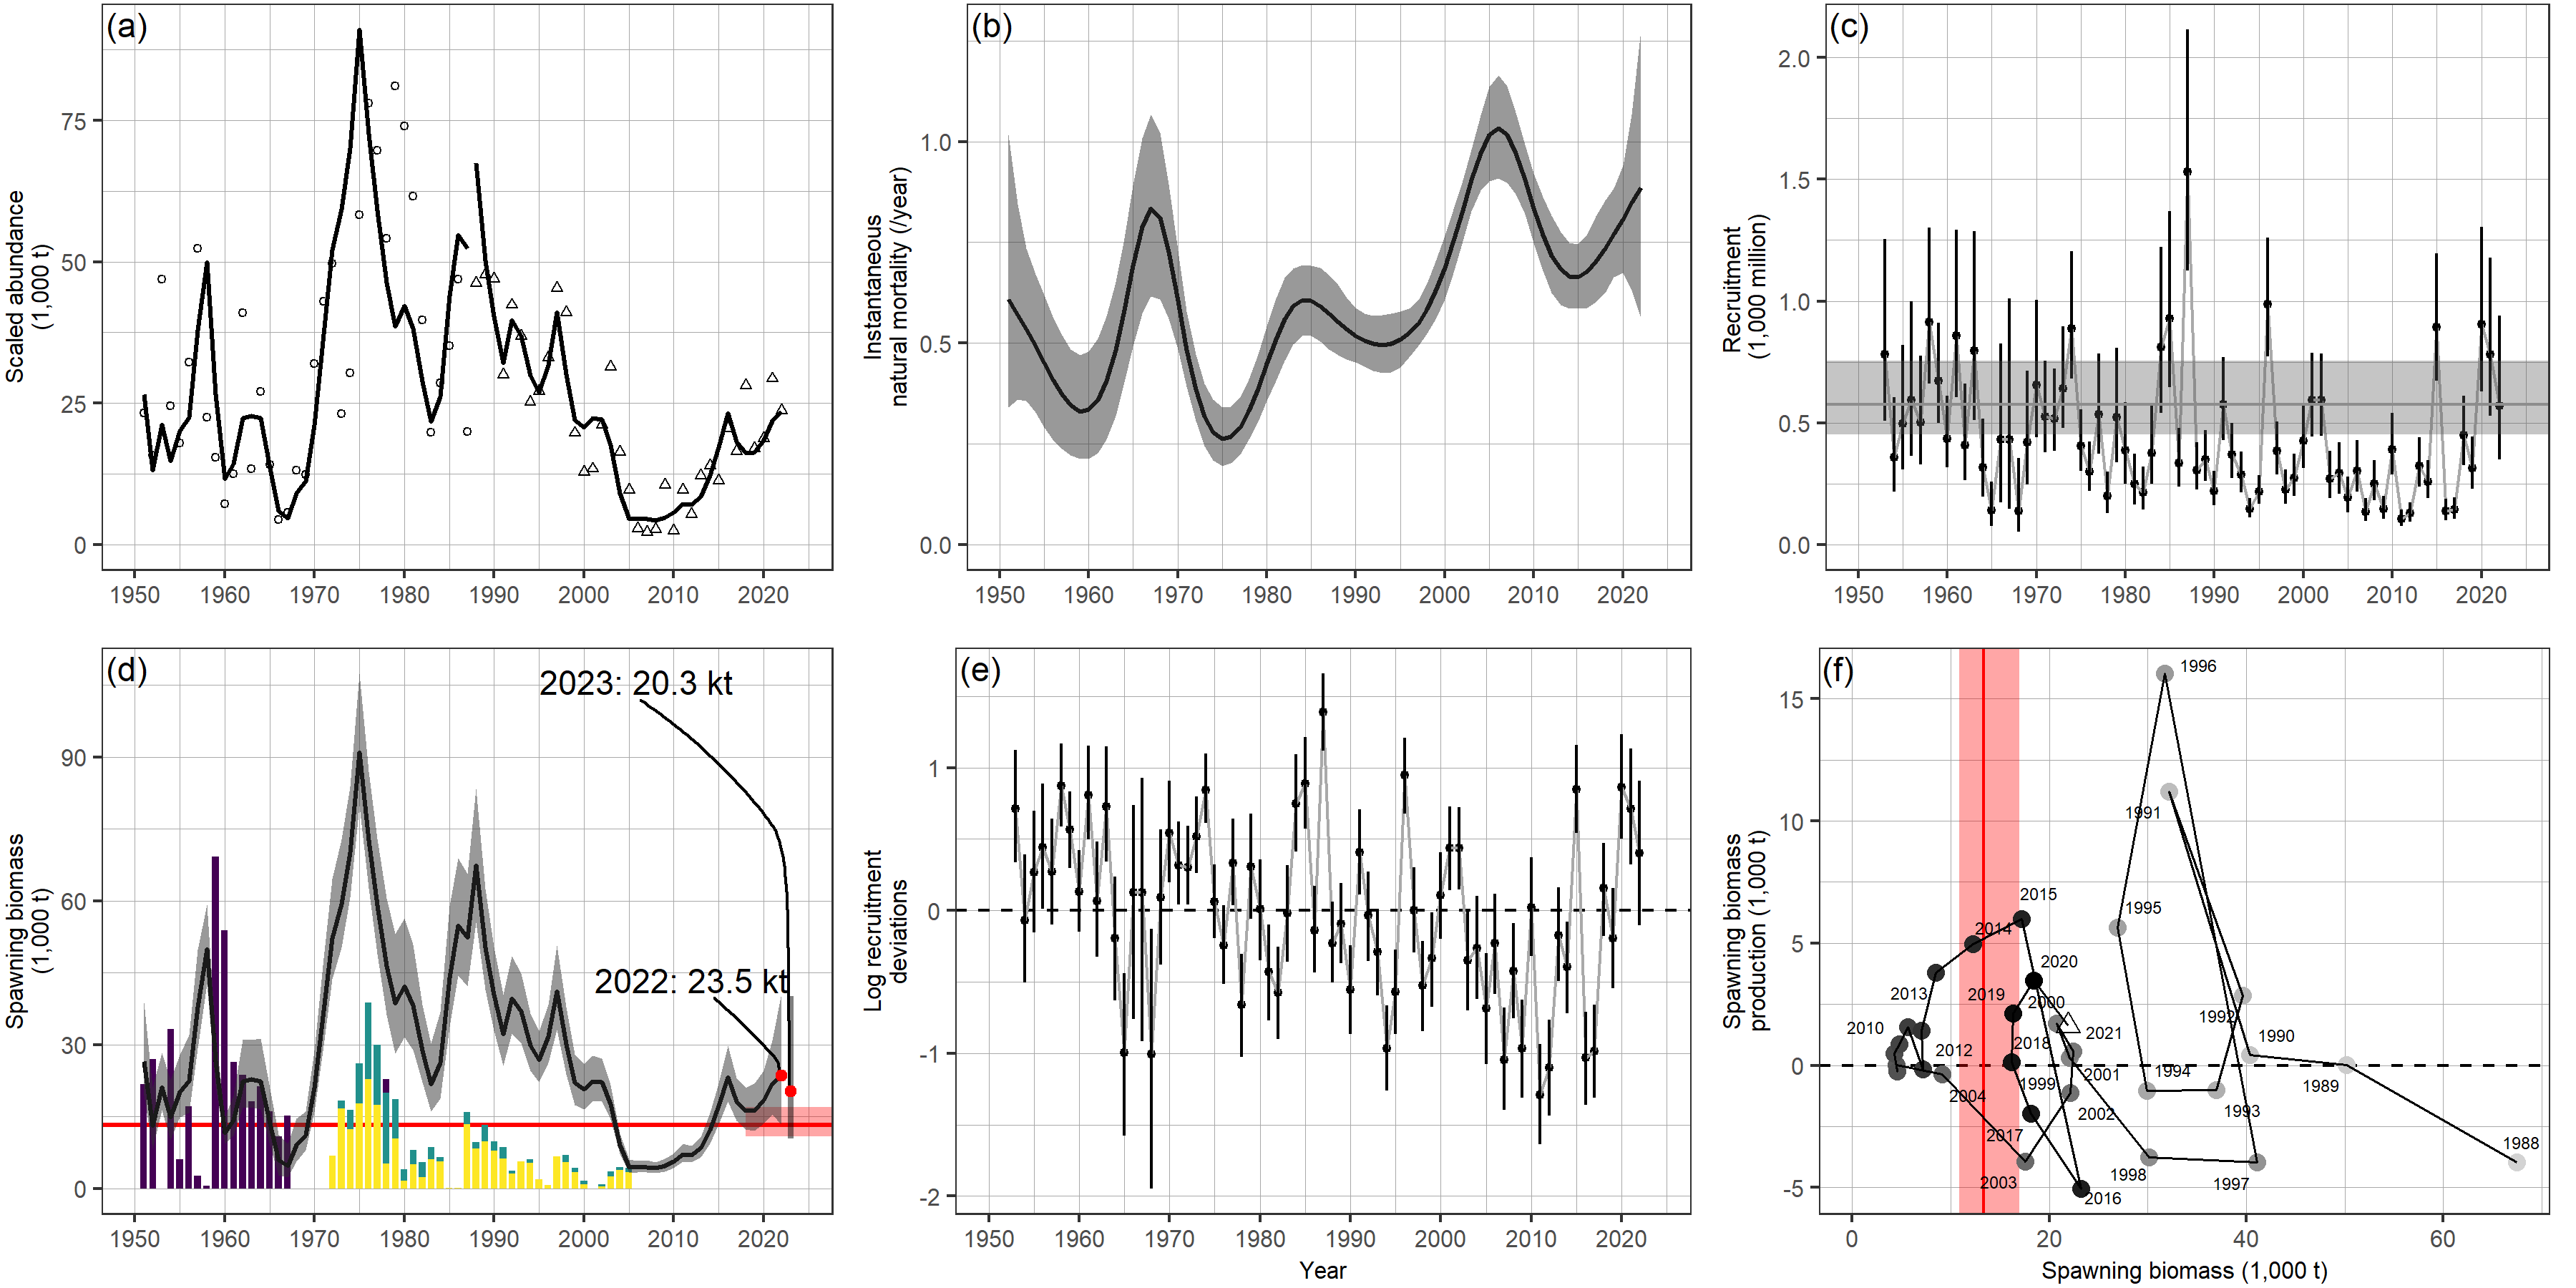 (a)
Scaled abundance
(1,000 t)
75
50
25
0
1950 1960 1970 1980 1990 2000 2010 2020
(b)
Instantaneous
natural mortality (/year)
1.0
0.5
0.0
1950 1960 1970 1980 1990 2000 2010 2020
(c)
Recruitment
(1,000 million)
2.0
1.5
1.0
0.5
0.0
1950 1960 1970 1980 1990 2000 2010 2020
(d)
Spawning biomass
(1,000 t)
90
60
30
0
2023: 20.3 kt
2022: 23.5 kt
1950 1960 1970 1980 1990 2000 2010 2020
(e)
Log recruitment
deviations
1
0
-1
-2
1950 1960 1970 1980 1990 2000 2010 2020
Year
(f)
Spawning biomass
production (1,000 t)
15
10
5
0
-5
1996
1991
2015
1995
2014
2020
2013
2019
2000
1992
2010
2021
1990
2018
2012
1994
2001
1989
1999
2004
2002
1993
2017
1988
1998
2003
1997
2016
0 20 40 60
Spawning biomass (1,000 t)